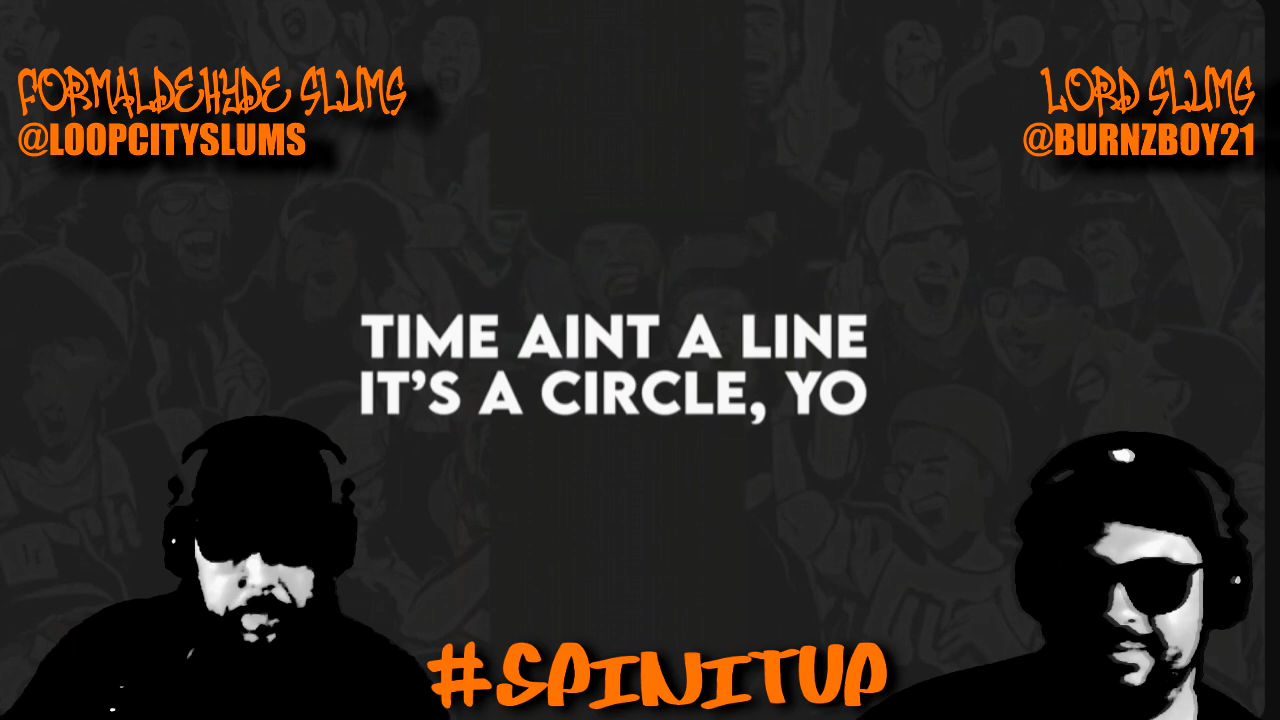 FORMALDEHYDE SLUMS
@LOOPCITYSLUMS
LORD SLUMS
@BURNZBOY21
TIME AINT A LINE
IT'S A CIRCLE, YO
#SPINITUP